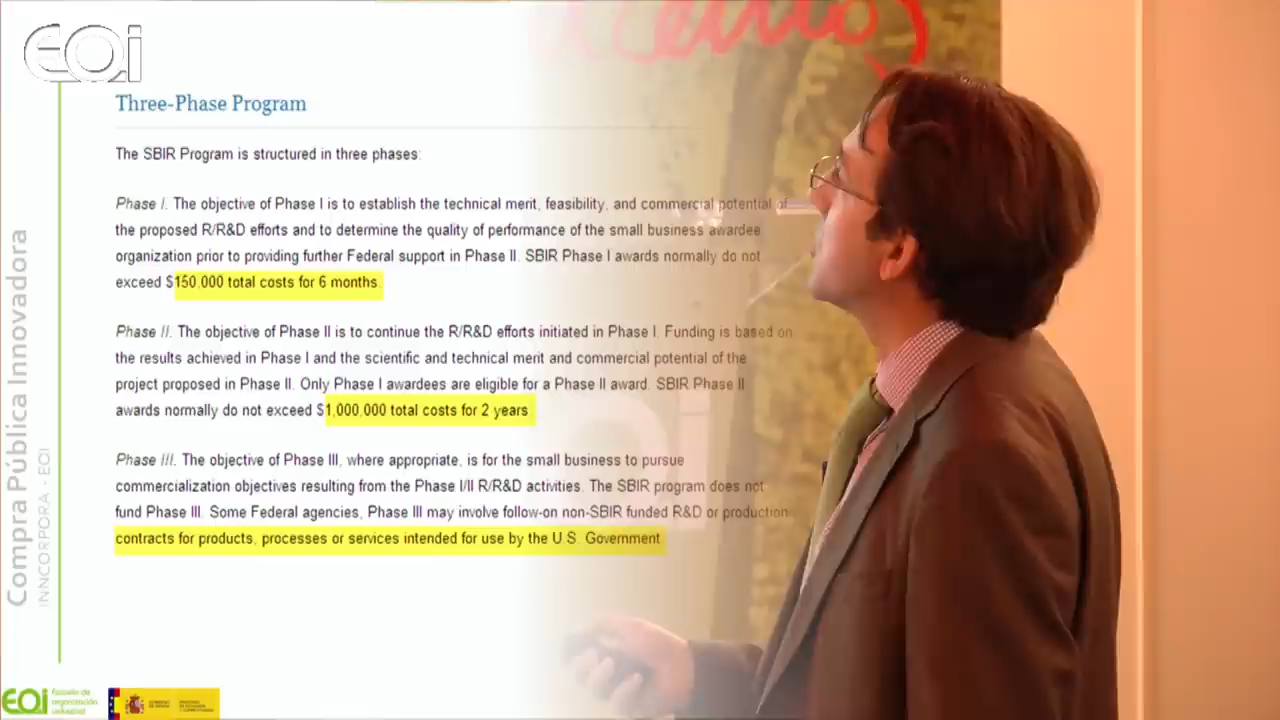 EOi
Three-Phase Program
The SBIR Program is structured in three phases:
Phase I. The objective of Phase I is to establish the technical merit, feasibility, and commercial potential of
the proposed R/R&D efforts and to determine the quality of performance of the small business awardee
organization prior to providing further Federal support in Phase II. SBIR Phase I awards normally do not
exceed $150,000 total costs for 6 months.
Phase II. The objective of Phase II is to continue the R/R&D efforts initiated in Phase I. Funding is based on
the results achieved in Phase I and the scientific and technical merit and commercial potential of the
project proposed in Phase II. Only Phase I awardees are eligible for a Phase II award. SBIR Phase II
awards normally do not exceed $1,000,000 total costs for 2 years
Phase III. The objective of Phase III, where appropriate, is for the small business to pursue
commercialization objectives resulting from the Phase I/II R/R&D activities. The SBIR program does not
fund Phase III. Some Federal agencies, Phase III may involve follow-on non-SBIR funded R&D or production
contracts for products, processes or services intended for use by the U.S. Government
Compra Pública Innovadora
INNCORPORA - EOI
EOi